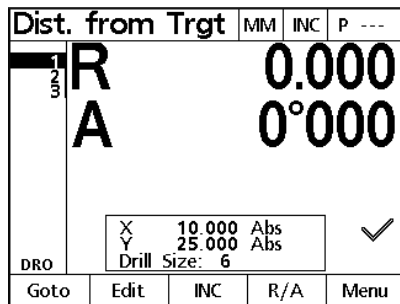 Dist. from Trgt MM INC P ---
1
2
3
R 0.000
A 0°000
X 10.000 Abs
Y 25.000 Abs
Drill Size: 6
DRO
Goto Edit INC R/A Menu